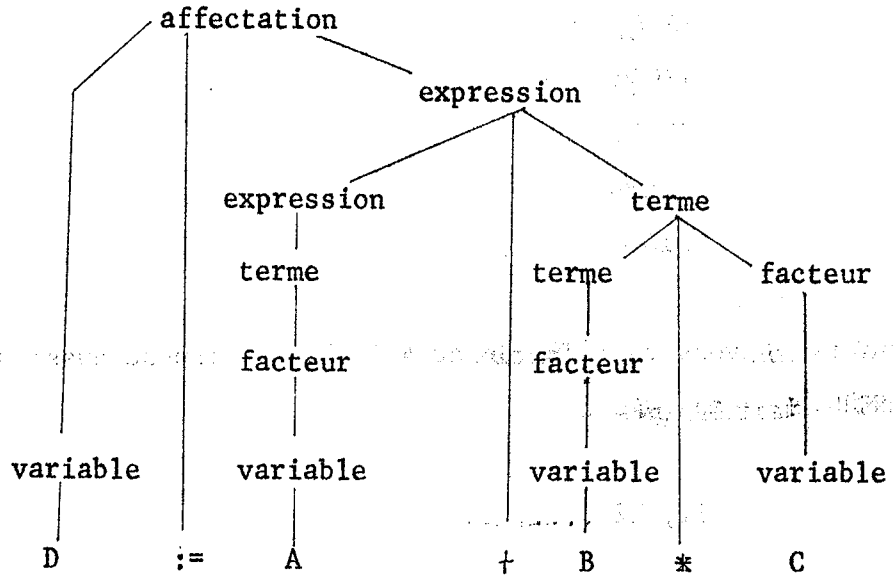 affectation
expression
expression terme
terme terme facteur
facteur facteur
variable variable variable variable
D := A + B * C